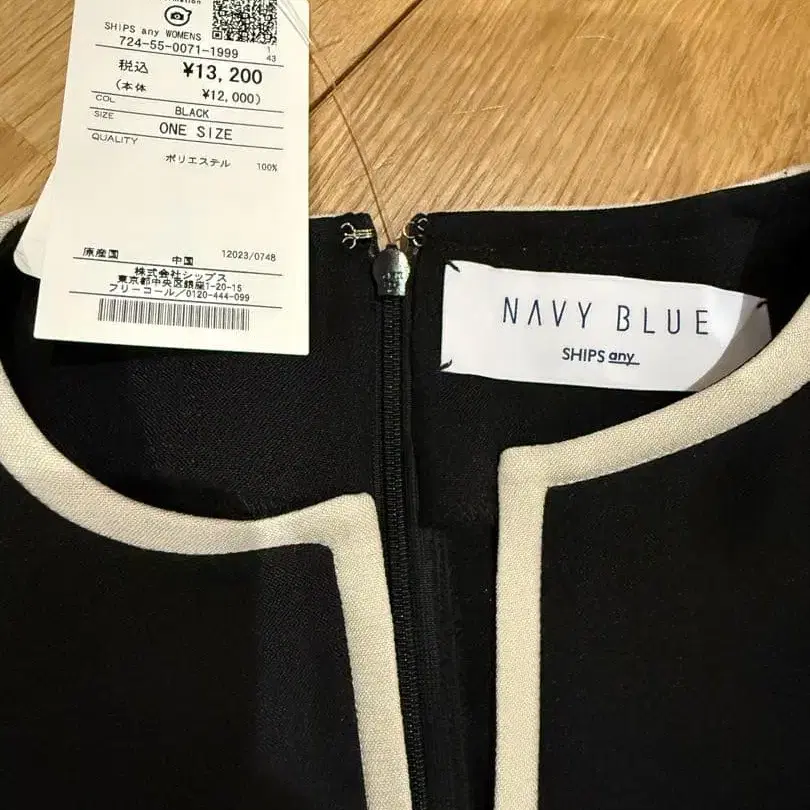 SHIPS any WOMENS
724-55-0071-1999
1
43
税込 ¥13,200
(本体 ¥12,000)
COL BLACK
SIZE ONE SIZE
QUALITY
ポリエステル 100%
原産国 中国 12023/0748
株式会社シップス
東京都中央区銀座1-20-15
フリーコール/0120-444-099
NAVY BLUE
SHIPS any